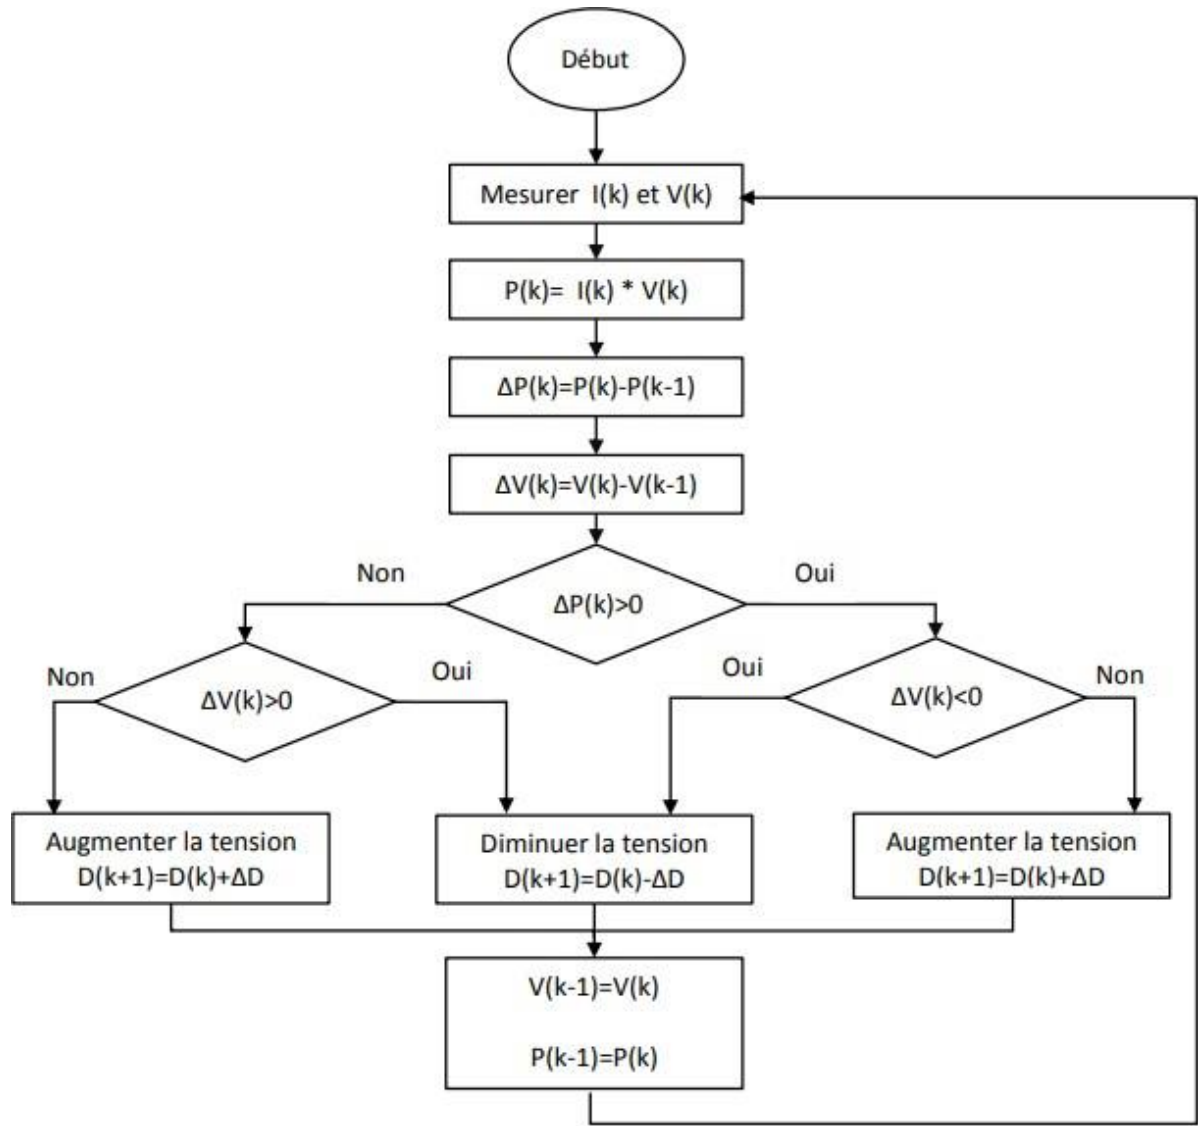 Début
Mesurer  I(k) et V(k)
P(k)=  I(k) * V(k)
ΔP(k)=P(k)-P(k-1)
ΔV(k)=V(k)-V(k-1)
Non
Oui
ΔP(k)>0
Non
Oui
ΔV(k)>0
Oui
Non
ΔV(k)<0
Augmenter la tension
D(k+1)=D(k)+ΔD
Diminuer la tension
D(k+1)=D(k)-ΔD
Augmenter la tension
D(k+1)=D(k)+ΔD
V(k-1)=V(k)
P(k-1)=P(k)